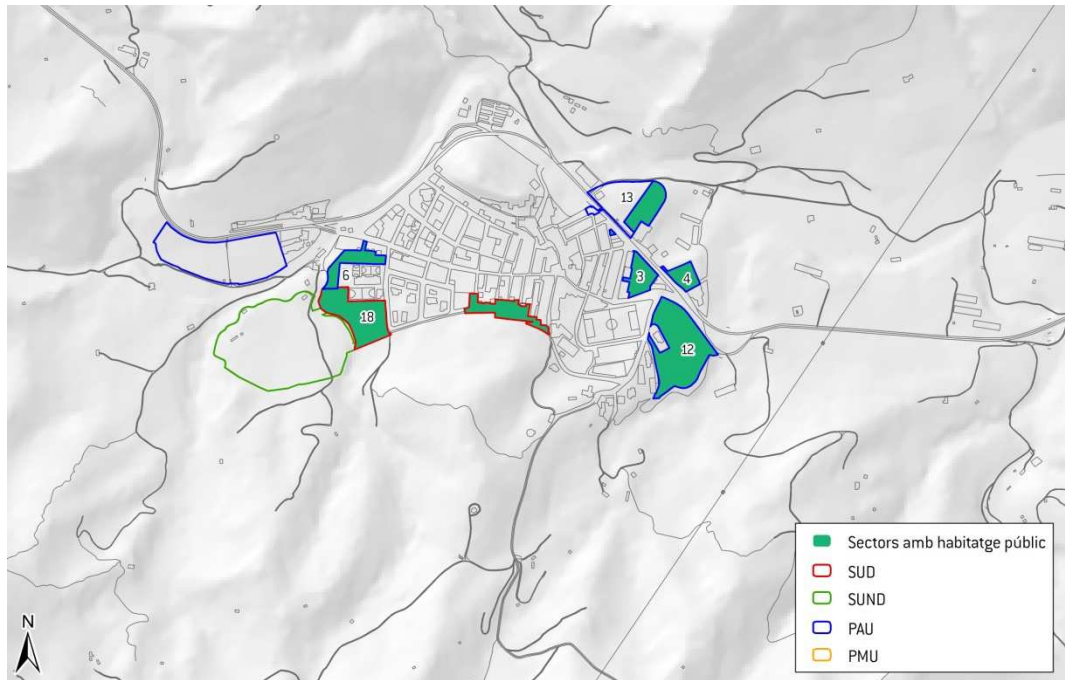 13
3
4
6
18
12
Sectors amb habitatge públic
SUD
SUND
PAU
PMU
N